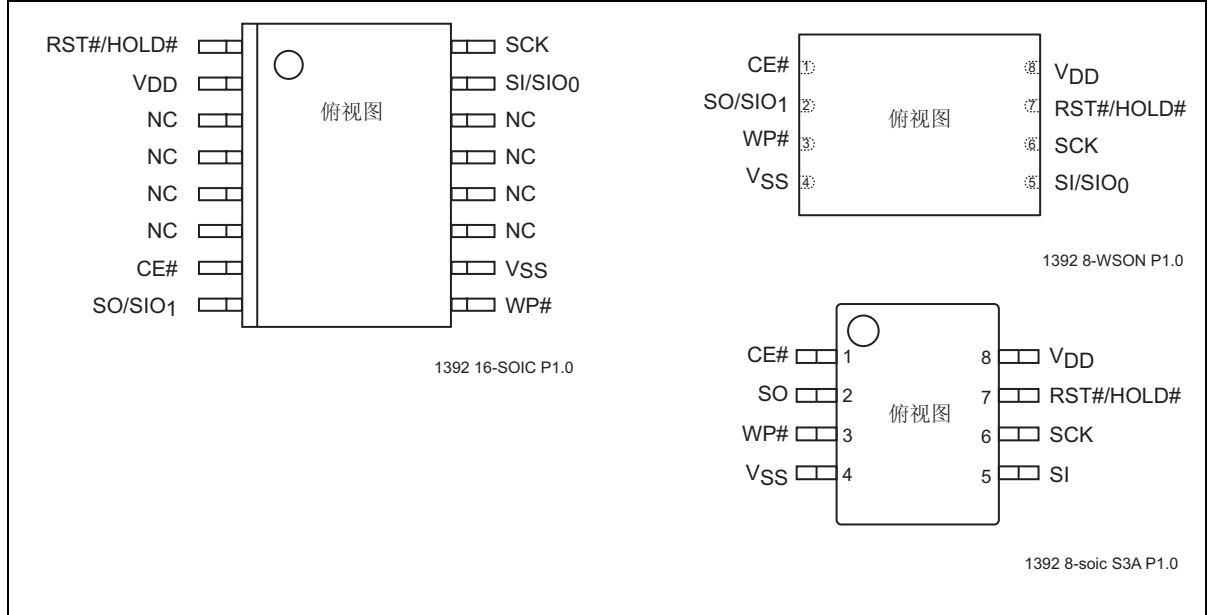 RST#/HOLD#
VDD
NC
NC
NC
NC
CE#
SO/SIO1
俯视图
SCK
SI/SIO0
NC
NC
NC
NC
VSS
WP#
1392 16-SOIC P1.0
CE#
SO/SIO1
WP#
VSS
1
2
3
4
俯视图
8
7
6
5
VDD
RST#/HOLD#
SCK
SI/SIO0
1392 8-WSON P1.0
CE#
SO
WP#
VSS
1
2
3
4
俯视图
8
7
6
5
VDD
RST#/HOLD#
SCK
SI
1392 8-soic S3A P1.0